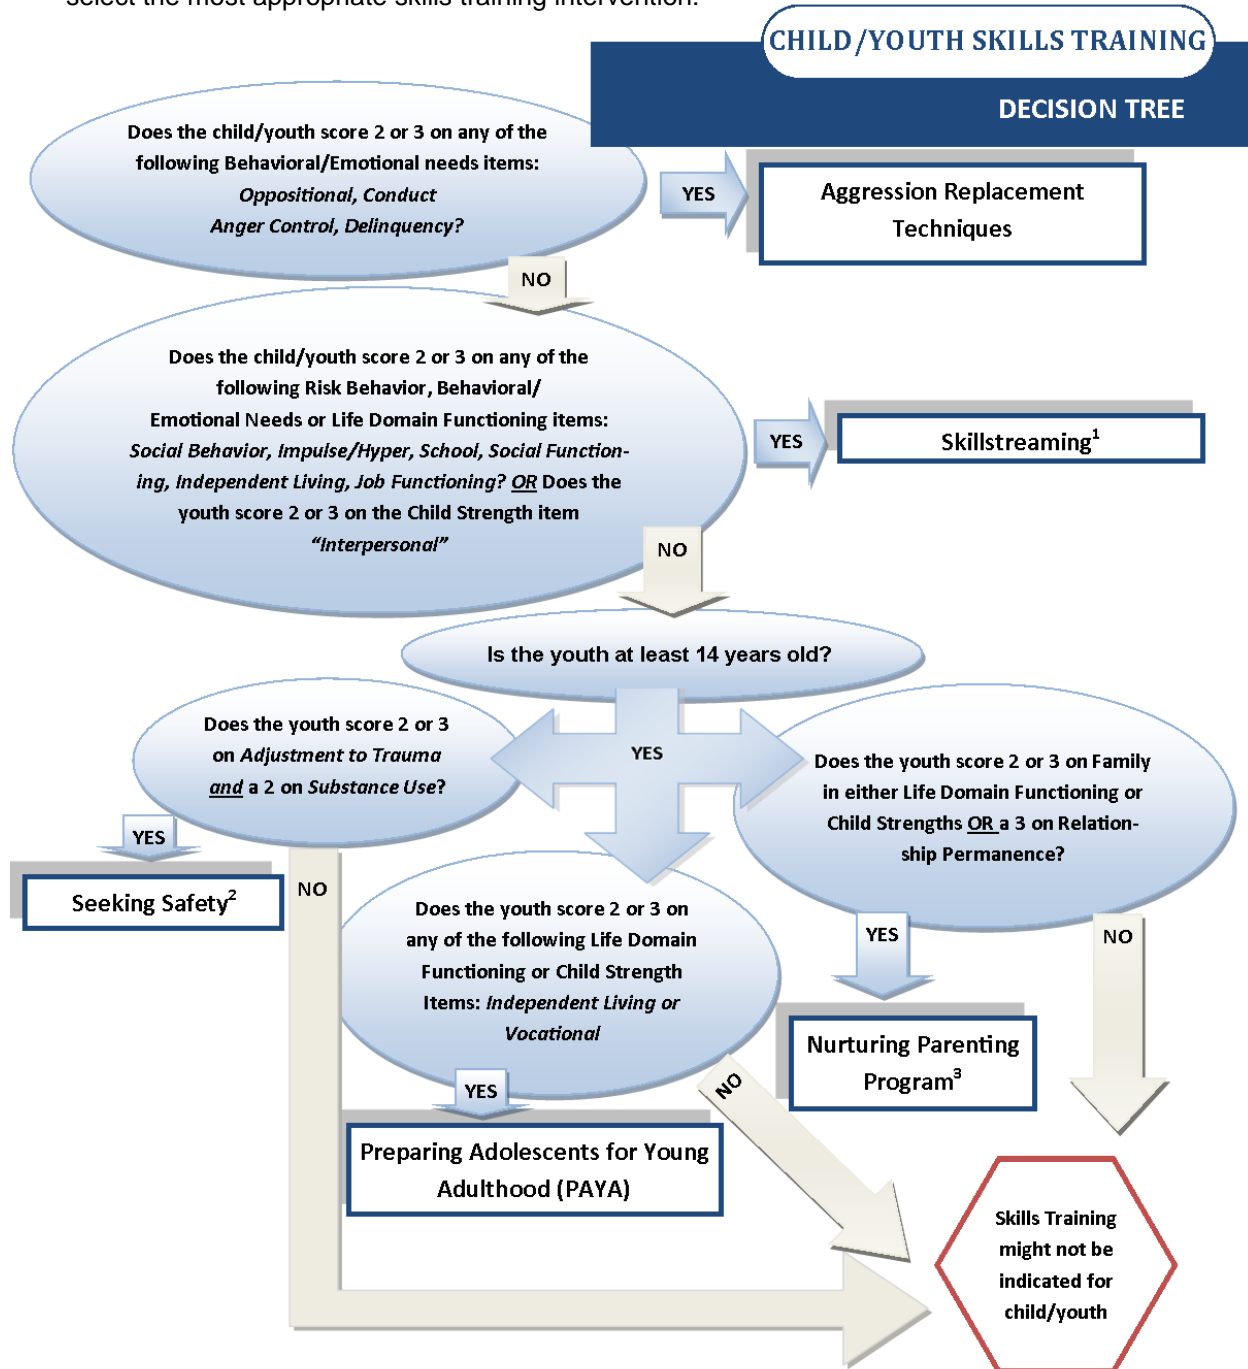 select the most appropriate skills training intervention.
CHILD/YOUTH SKILLS TRAINING
DECISION TREE
Does the child/youth score 2 or 3 on any of the
following Behavioral/Emotional needs items:
Oppositional, Conduct
Anger Control, Delinquency?
YES
Aggression Replacement
Techniques
NO
Does the child/youth score 2 or 3 on any of the
following Risk Behavior, Behavioral/
Emotional Needs or Life Domain Functioning items:
Social Behavior, Impulse/Hyper, School, Social Function-
ing, Independent Living, Job Functioning? OR Does the
youth score 2 or 3 on the Child Strength item
“Interpersonal”
YES
Skillstreaming1
NO
Is the youth at least 14 years old?
YES
Does the youth score 2 or 3
on Adjustment to Trauma
and a 2 on Substance Use?
YES
Seeking Safety2
NO
Does the youth score 2 or 3 on
any of the following Life Domain
Functioning or Child Strength
Items: Independent Living or
Vocational
YES
Preparing Adolescents for Young
Adulthood (PAYA)
NO
Does the youth score 2 or 3 on Family
in either Life Domain Functioning or
Child Strengths OR a 3 on Relation-
ship Permanence?
YES
Nurturing Parenting
Program3
NO
Skills Training
might not be
indicated for
child/youth